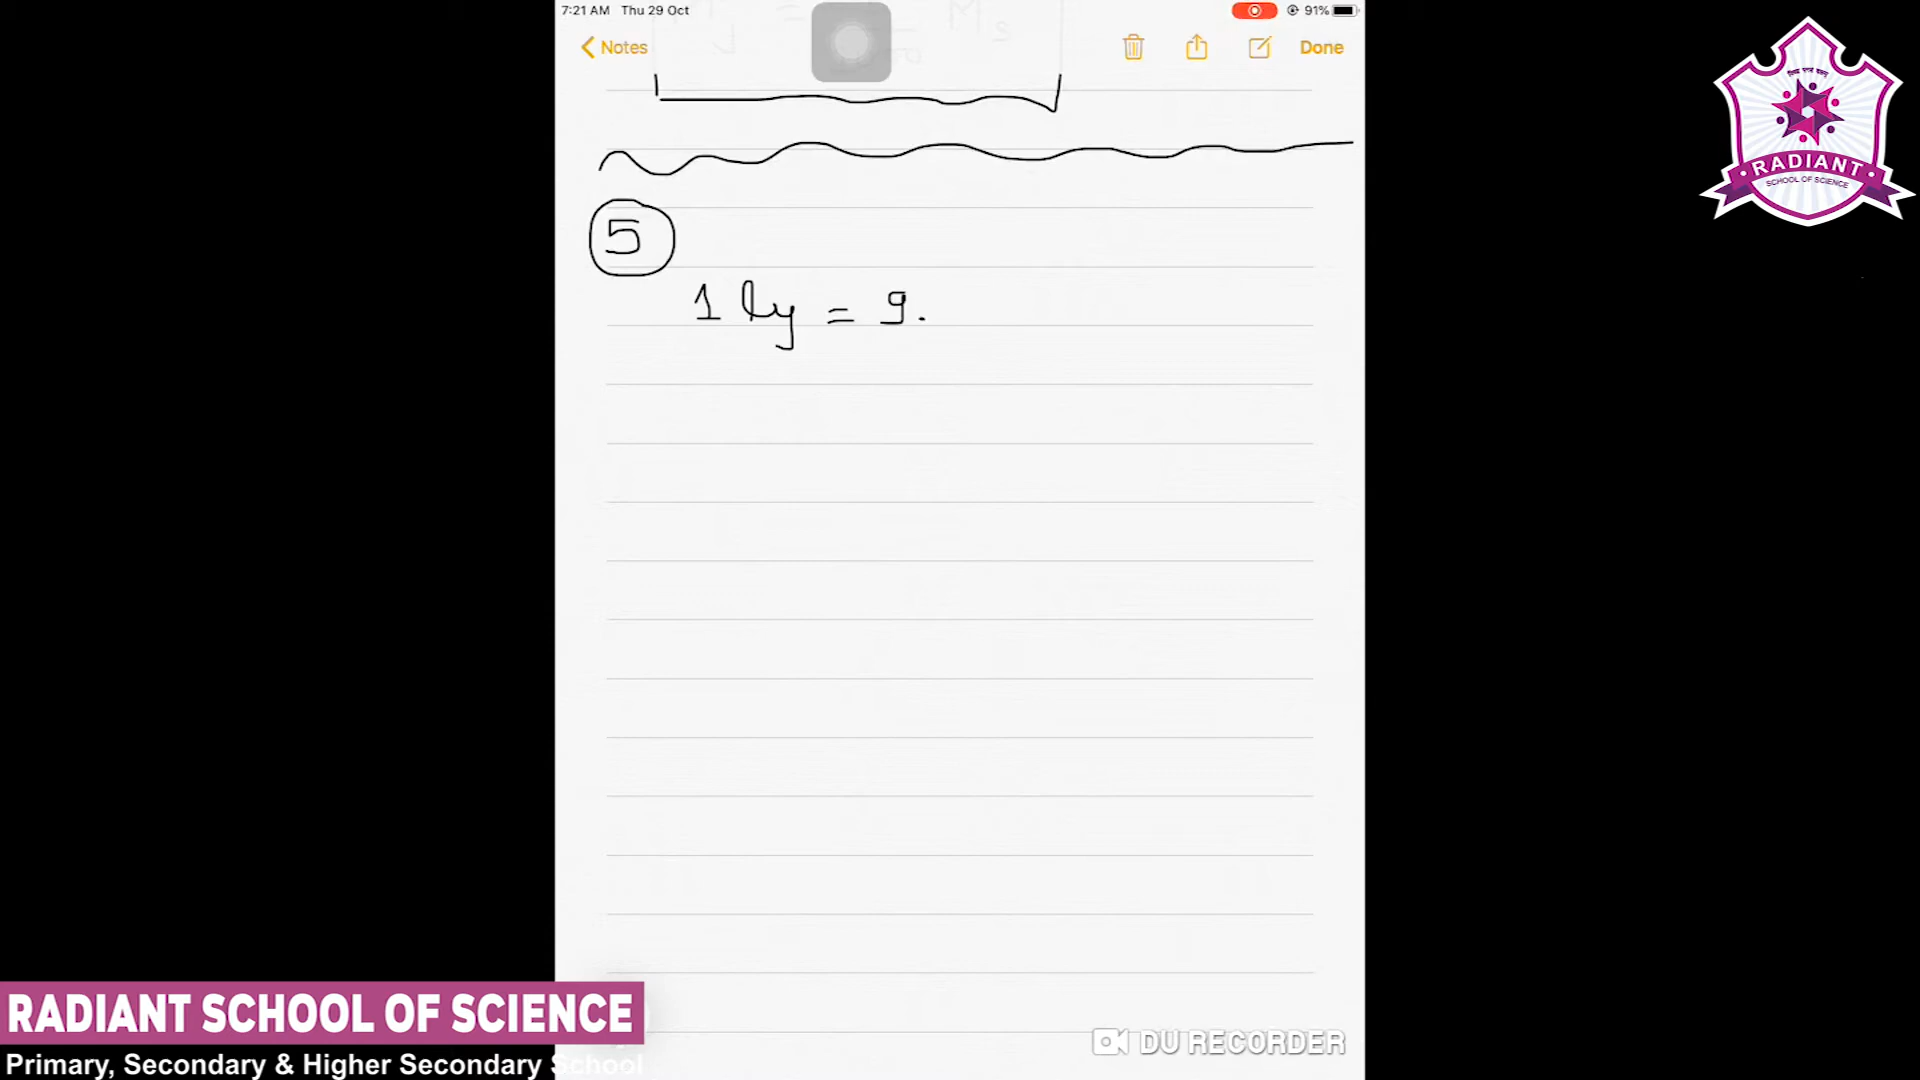 7:21 AM Thu 29 Oct
91%
Notes
Done
= Ms
5
1 ly = 9.
RADIANT
SCHOOL OF SCIENCE
RADIANT SCHOOL OF SCIENCE
Primary, Secondary & Higher Secondary School
DU RECORDER